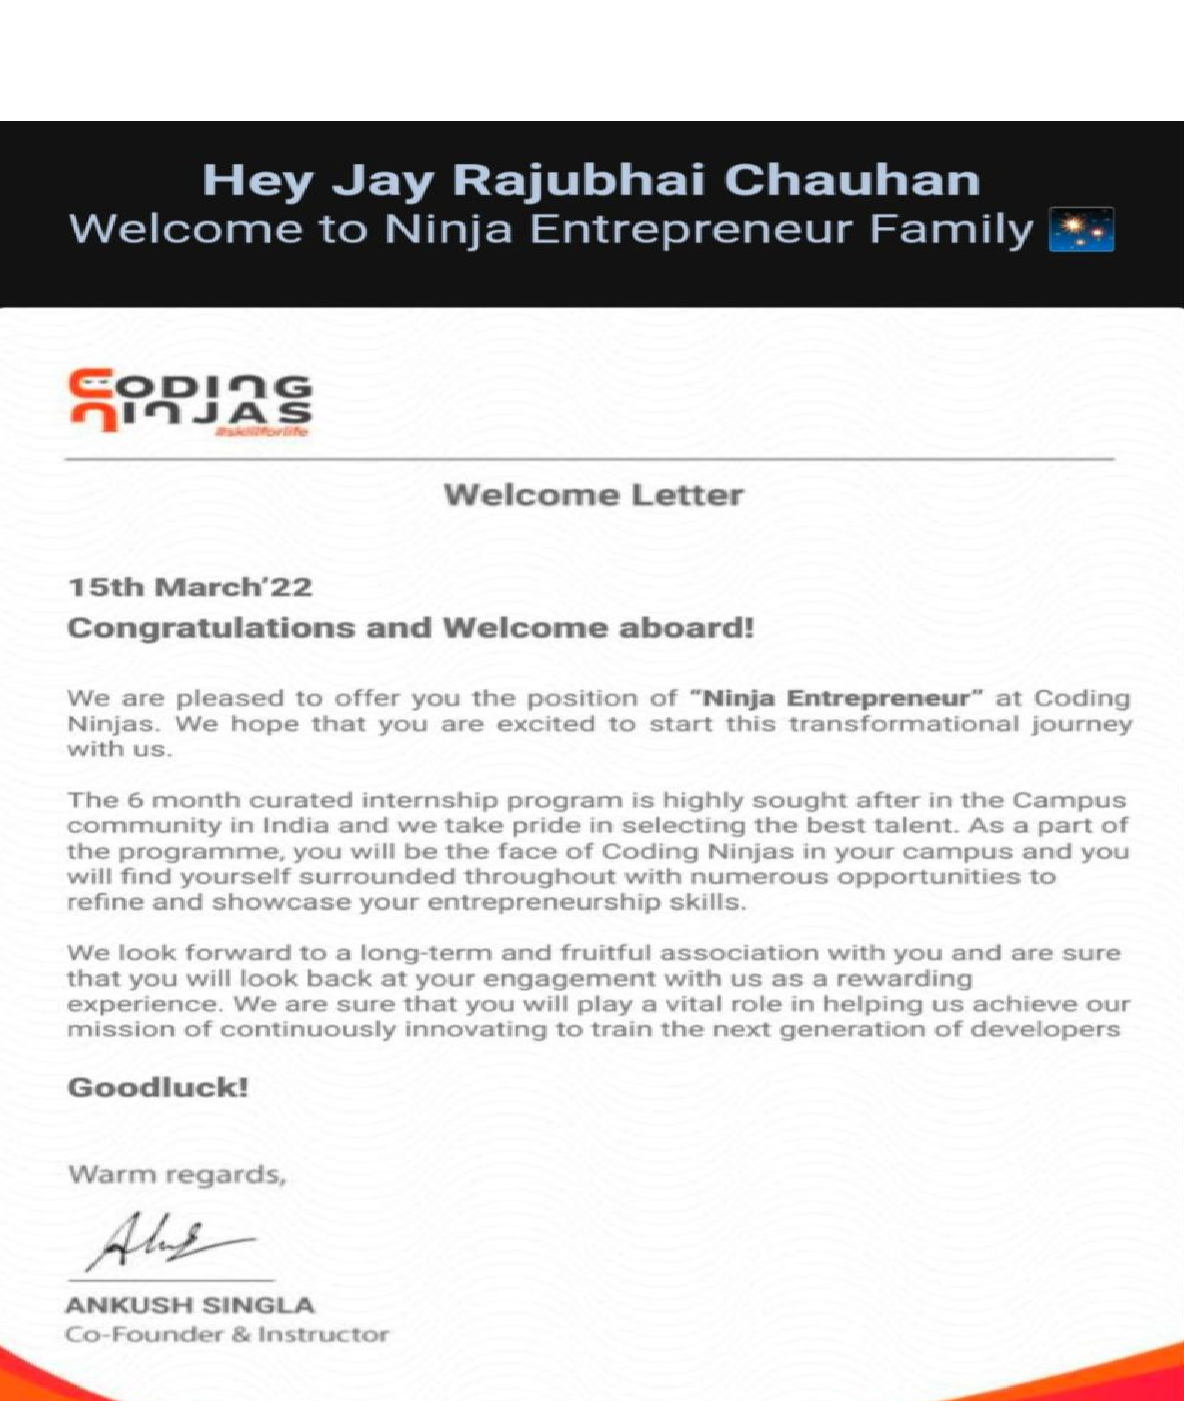 Hey Jay Rajubhai Chauhan
Welcome to Ninja Entrepreneur Family 🎇
CODING
NINJAS
#skillforlife
Welcome Letter
15th March'22
Congratulations and Welcome aboard!
We are pleased to offer you the position of “Ninja Entrepreneur” at Coding
Ninjas. We hope that you are excited to start this transformational journey
with us.
The 6 month curated internship program is highly sought after in the Campus
community in India and we take pride in selecting the best talent. As a part of
the programme, you will be the face of Coding Ninjas in your campus and you
will find yourself surrounded throughout with numerous opportunities to
refine and showcase your entrepreneurship skills.
We look forward to a long-term and fruitful association with you and are sure
that you will look back at your engagement with us as a rewarding
experience. We are sure that you will play a vital role in helping us achieve our
mission of continuously innovating to train the next generation of developers
Goodluck!
Warm regards,
ANKUSH SINGLA
Co-Founder & Instructor